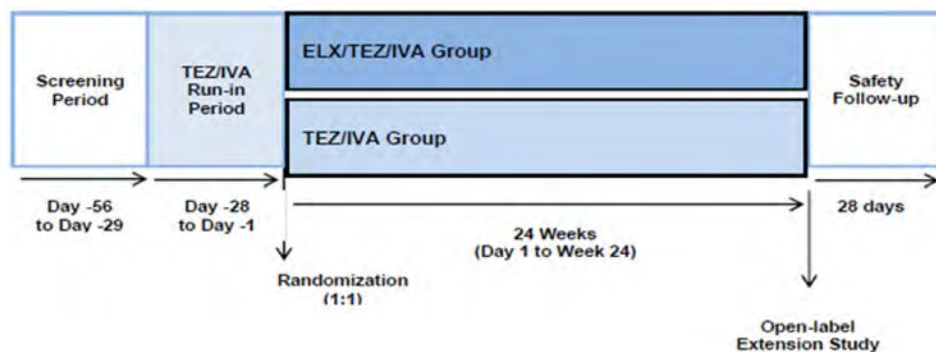 Screening
Period
TEZ/IVA
Run-in
Period
ELX/TEZ/IVA Group
TEZ/IVA Group
Safety
Follow-up
Day -56
to Day -29
Day -28
to Day -1
24 Weeks
(Day 1 to Week 24)
28 days
Randomization
(1:1)
Open-label
Extension Study